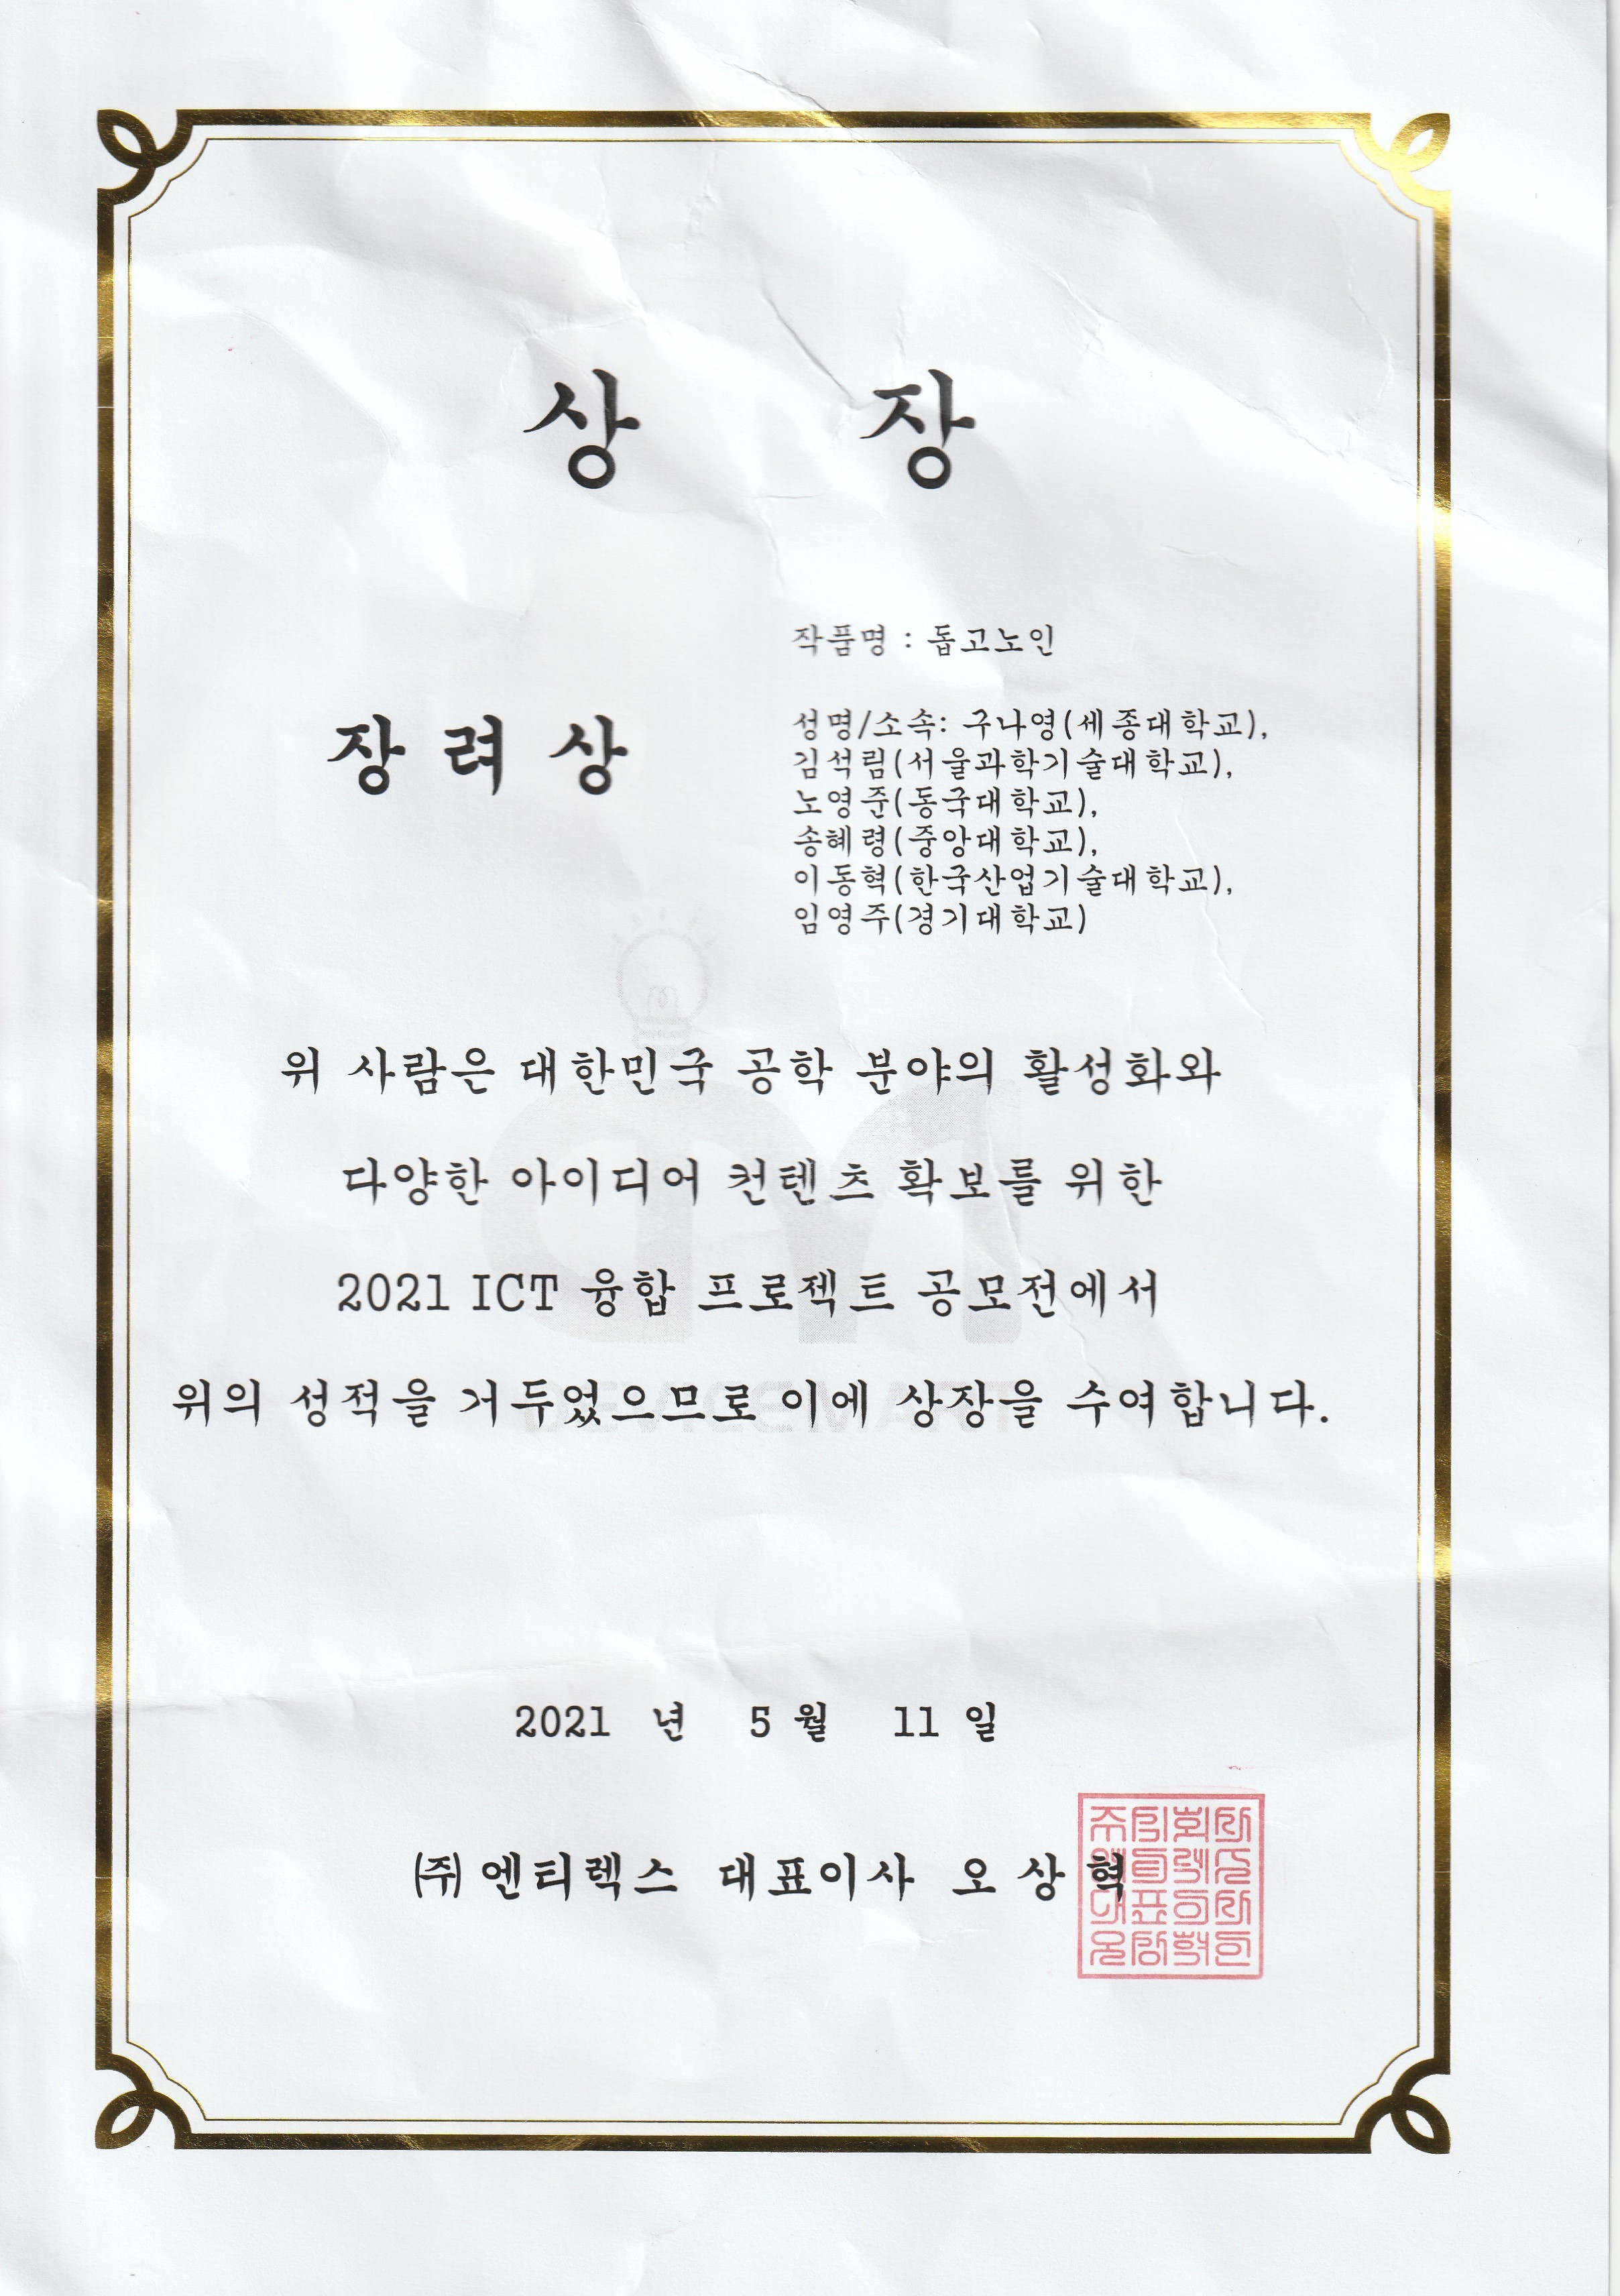 상 장
작품명 : 돕고노인
장 려 상
성명/소속: 구나영(세종대학교),
김석림(서울과학기술대학교),
노영준(동국대학교),
송혜령(중앙대학교),
이동혁(한국산업기술대학교),
임영주(경기대학교)
위 사람은 대한민국 공학 분야의 활성화와
다양한 아이디어 컨텐츠 확보를 위한
2021 ICT 융합 프로젝트 공모전에서
위의 성적을 거두었으므로 이에 상장을 수여합니다.
2021 년 5 월 11 일
㈜ 엔티렉스 대표이사 오 상 혁